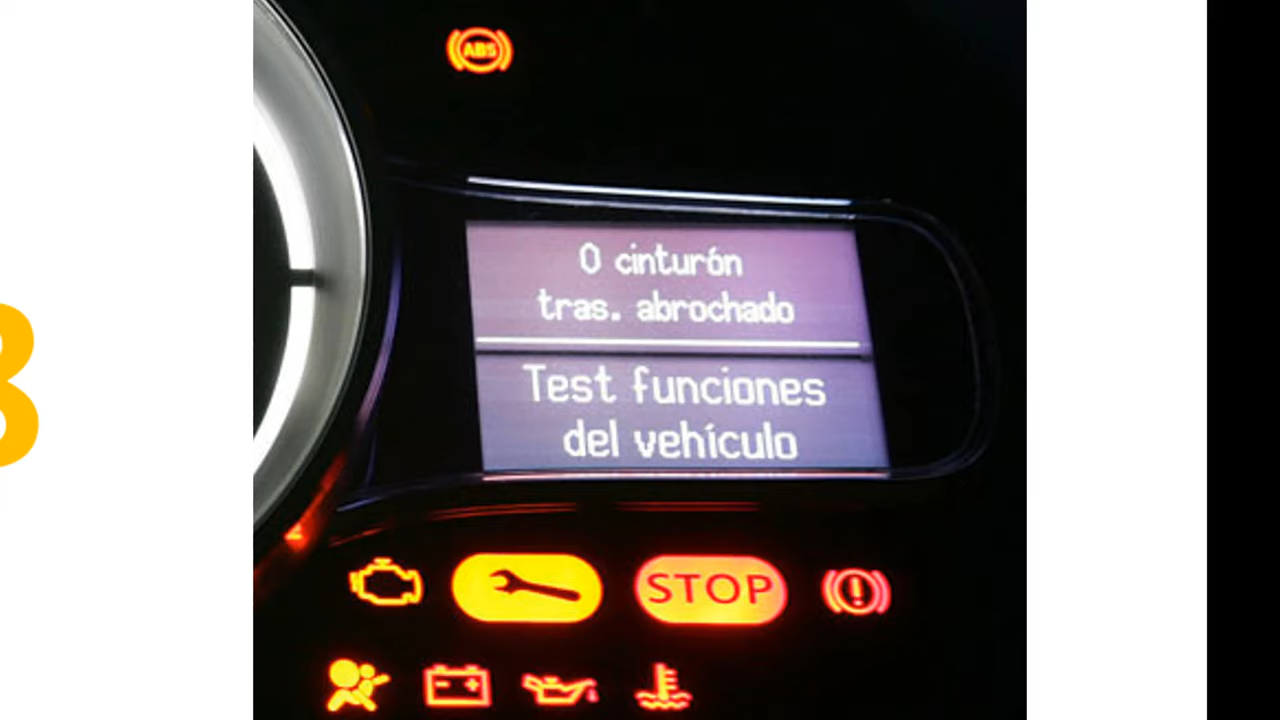 ABS
0 cinturón
tras. abrochado
Test funciones
del vehículo
STOP